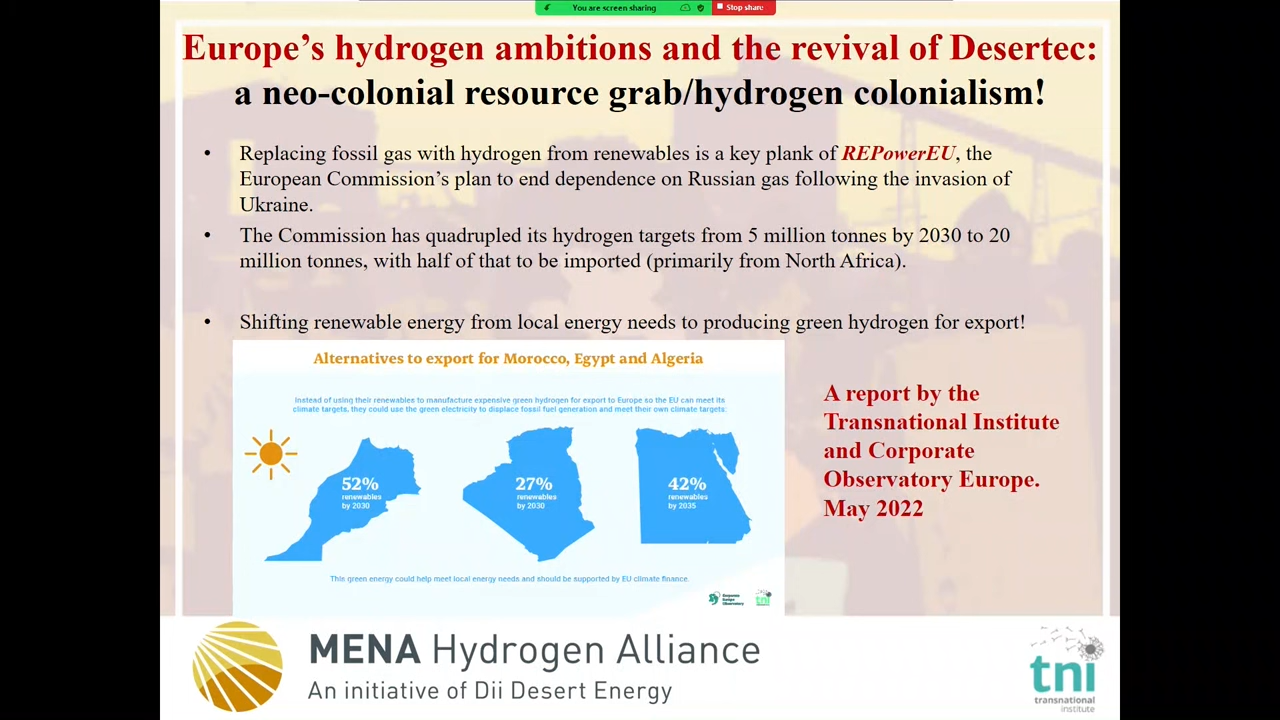 You are screen sharing
Stop share
Europe's hydrogen ambitions and the revival of Desertec:
a neo-colonial resource grab/hydrogen colonialism!
• Replacing fossil gas with hydrogen from renewables is a key plank of REPowerEU, the
European Commission's plan to end dependence on Russian gas following the invasion of
Ukraine.
• The Commission has quadrupled its hydrogen targets from 5 million tonnes by 2030 to 20
million tonnes, with half of that to be imported (primarily from North Africa).
• Shifting renewable energy from local energy needs to producing green hydrogen for export!
Alternatives to export for Morocco, Egypt and Algeria
Instead of using their renewables to manufacture expensive green hydrogen for export to Europe so the EU can meet its
climate targets, they could use the green electricity to displace fossil fuel generation and meet their own climate targets:
52%
renewables
by 2030
27%
renewables
by 2030
42%
renewables
by 2035
This green energy could help meet local energy needs and should be supported by EU climate finance.
Corporate
Europe
Observatory
tni
A report by the
Transnational Institute
and Corporate
Observatory Europe.
May 2022
MENA Hydrogen Alliance
An initiative of Dii Desert Energy
tni
transnational
institute